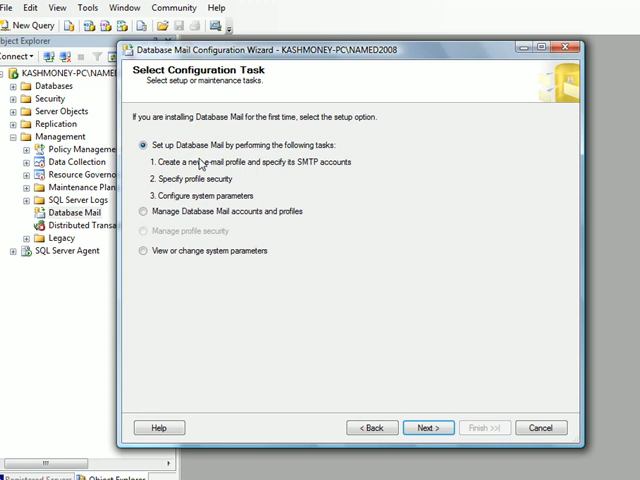 File Edit View Tools Window Community Help
New Query
Object Explorer
Connect
KASHMONEY-PC\NAMED
Databases
Security
Server Objects
Replication
Management
Policy Manageme
Data Collection
Resource Governo
Maintenance Plan
SQL Server Logs
Database Mail
Distributed Transa
Legacy
SQL Server Agent
Registered Servers Object Explorer
Database Mail Configuration Wizard - KASHMONEY-PC\NAMED2008
Select Configuration Task
Select setup or maintenance tasks.
If you are installing Database Mail for the first time, select the setup option.
Set up Database Mail by performing the following tasks:
1. Create a new e-mail profile and specify its SMTP accounts
2. Specify profile security
3. Configure system parameters
Manage Database Mail accounts and profiles
Manage profile security
View or change system parameters
Help < Back Next > Finish >>| Cancel